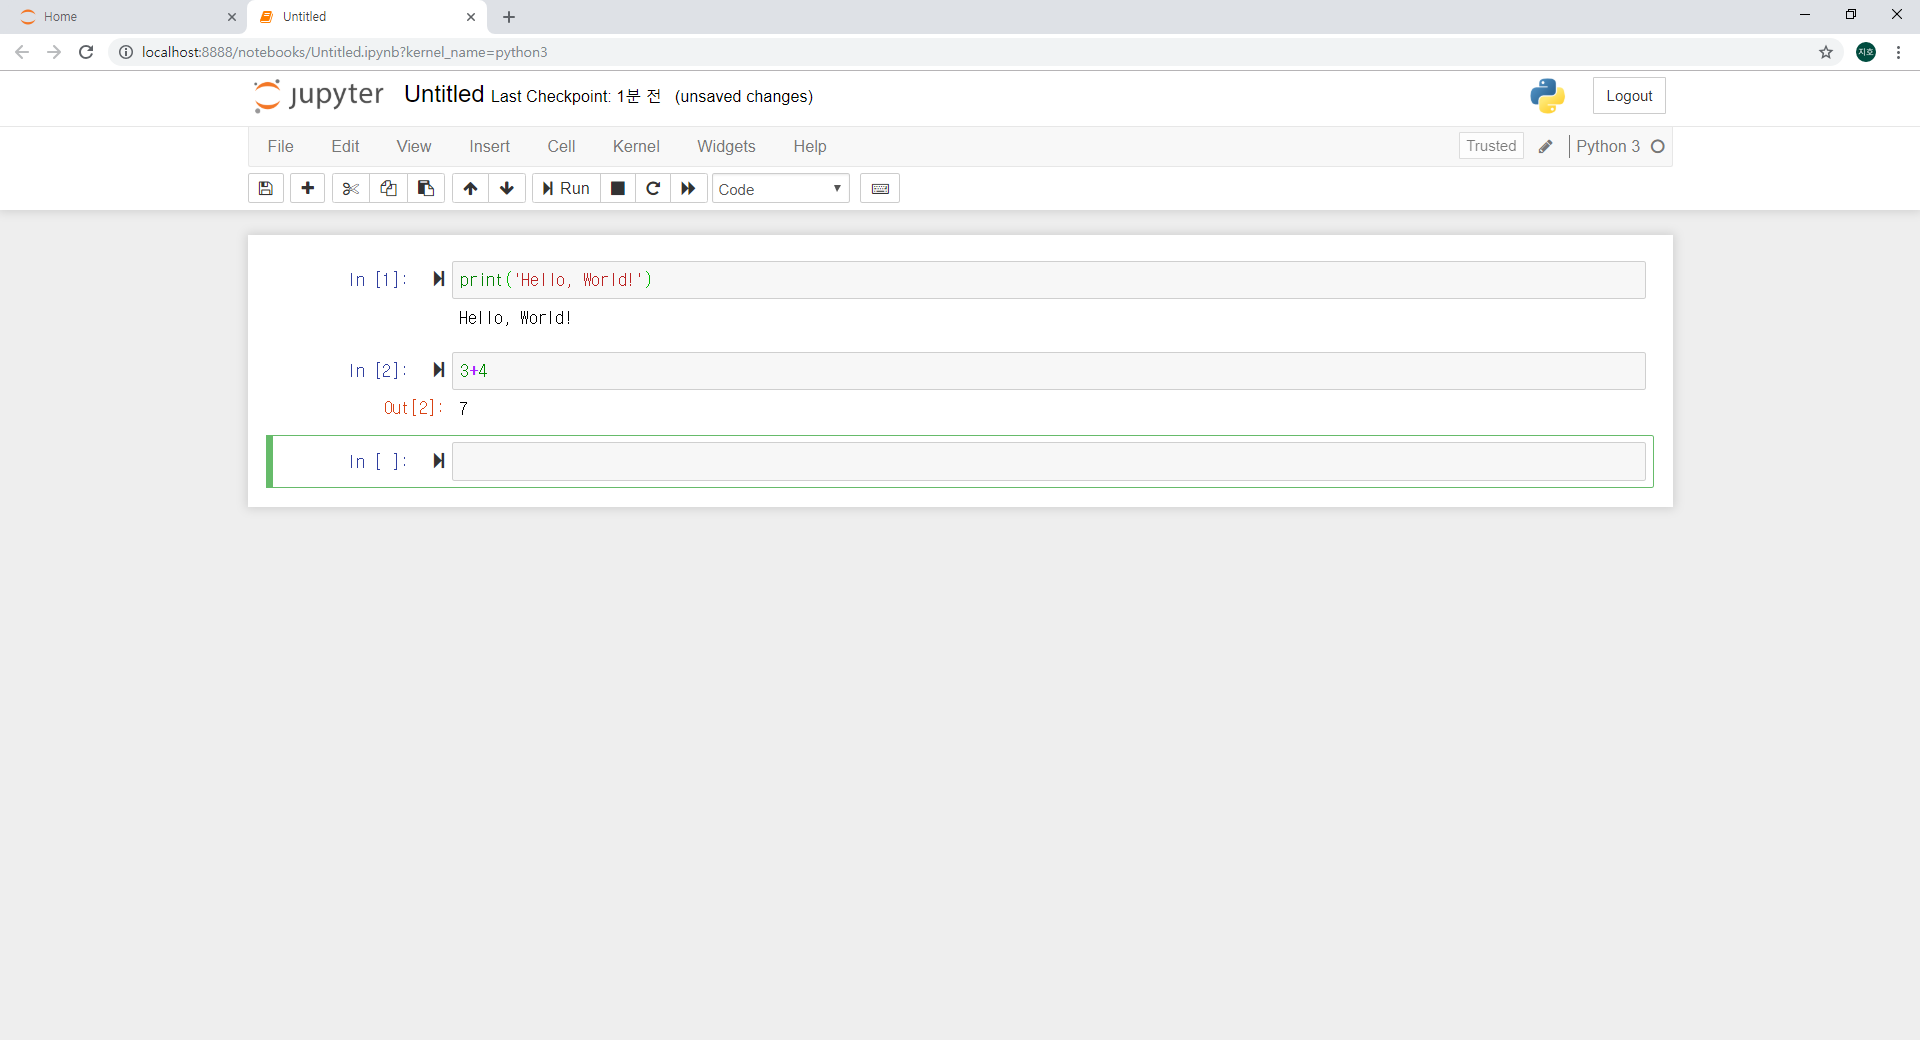 Home
Untitled
localhost:8888/notebooks/Untitled.ipynb?kernel_name=python3
지호
jupyter Untitled Last Checkpoint: 1분 전 (unsaved changes)
Logout
File Edit View Insert Cell Kernel Widgets Help
Trusted
Python 3
Run
Code
In [1]: print('Hello, World!')
Hello, World!
In [2]: 3+4
Out[2]: 7
In [ ]: